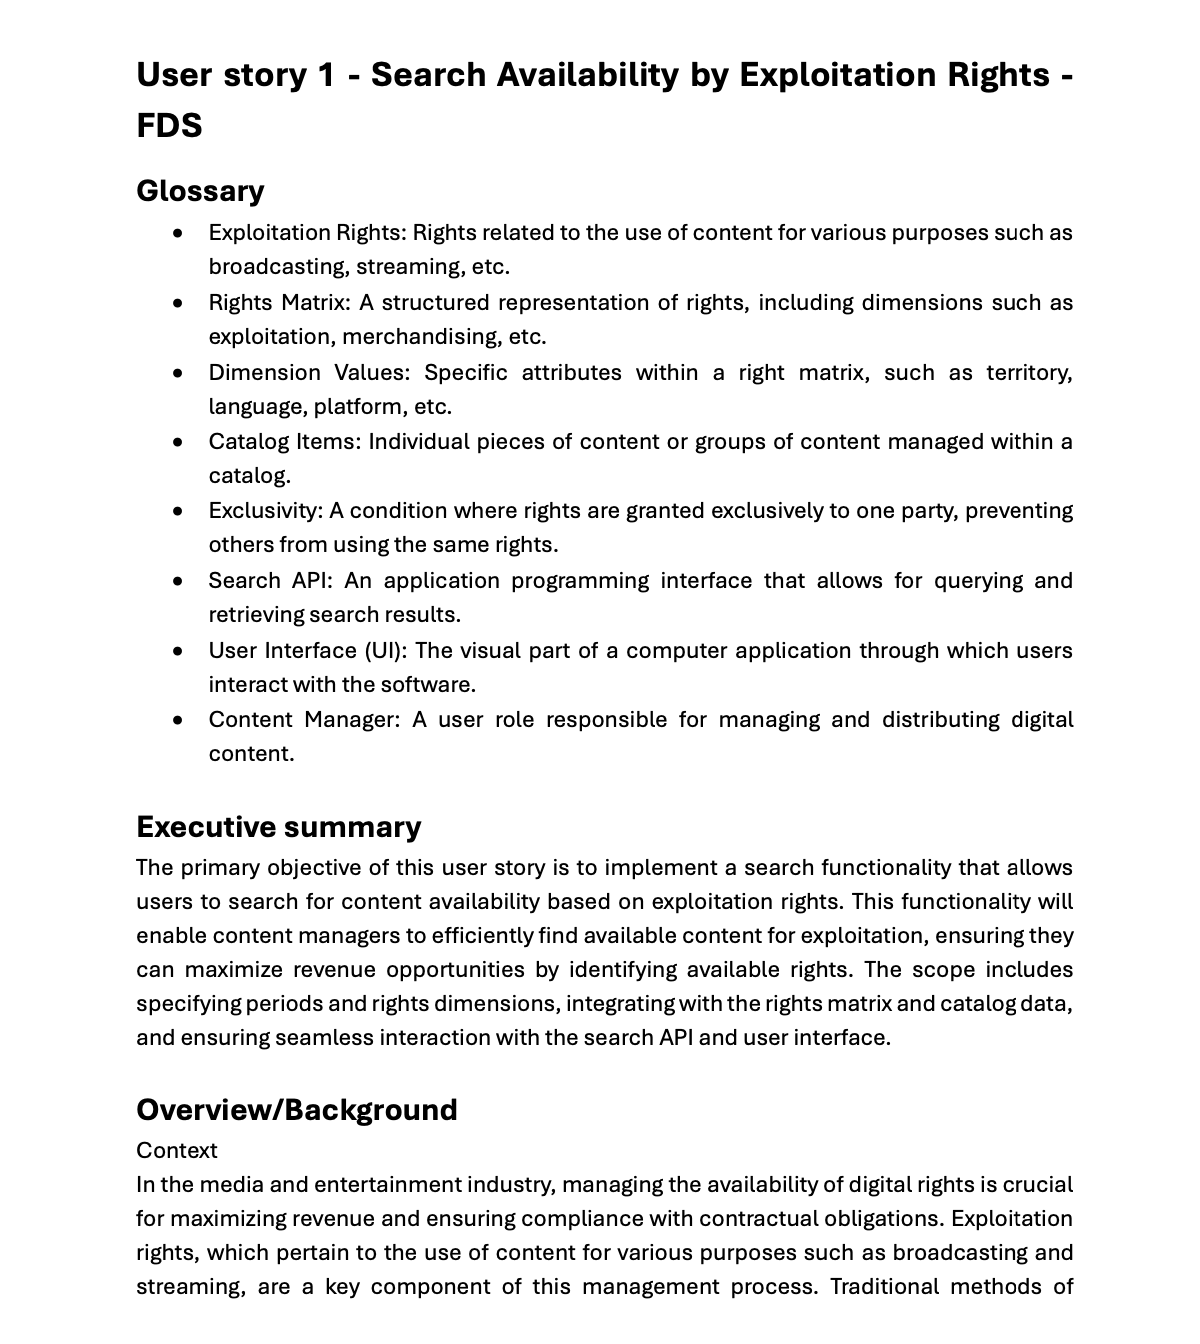 User story 1 - Search Availability by Exploitation Rights -
FDS
Glossary
• Exploitation Rights: Rights related to the use of content for various purposes such as
broadcasting, streaming, etc.
• Rights Matrix: A structured representation of rights, including dimensions such as
exploitation, merchandising, etc.
• Dimension Values: Specific attributes within a right matrix, such as territory,
language, platform, etc.
• Catalog Items: Individual pieces of content or groups of content managed within a
catalog.
• Exclusivity: A condition where rights are granted exclusively to one party, preventing
others from using the same rights.
• Search API: An application programming interface that allows for querying and
retrieving search results.
• User Interface (UI): The visual part of a computer application through which users
interact with the software.
• Content Manager: A user role responsible for managing and distributing digital
content.
Executive summary
The primary objective of this user story is to implement a search functionality that allows
users to search for content availability based on exploitation rights. This functionality will
enable content managers to efficiently find available content for exploitation, ensuring they
can maximize revenue opportunities by identifying available rights. The scope includes
specifying periods and rights dimensions, integrating with the rights matrix and catalog data,
and ensuring seamless interaction with the search API and user interface.
Overview/Background
Context
In the media and entertainment industry, managing the availability of digital rights is crucial
for maximizing revenue and ensuring compliance with contractual obligations. Exploitation
rights, which pertain to the use of content for various purposes such as broadcasting and
streaming, are a key component of this management process. Traditional methods of